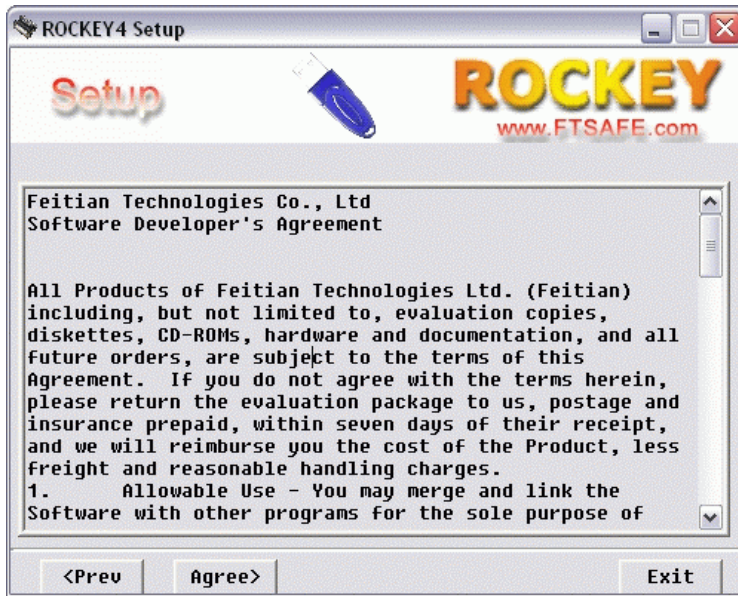 ROCKEY4 Setup
Setup
ROCKEY
www.FTSAFE.com
Feitian Technologies Co., Ltd
Software Developer's Agreement
All Products of Feitian Technologies Ltd. (Feitian)
including, but not limited to, evaluation copies,
diskettes, CD-ROMs, hardware and documentation, and all
future orders, are subject to the terms of this
Agreement.  If you do not agree with the terms herein,
please return the evaluation package to us, postage and
insurance prepaid, within seven days of their receipt,
and we will reimburse you the cost of the Product, less
freight and reasonable handling charges.
1.      Allowable Use - You may merge and link the
Software with other programs for the sole purpose of
<Prev
Agree>
Exit